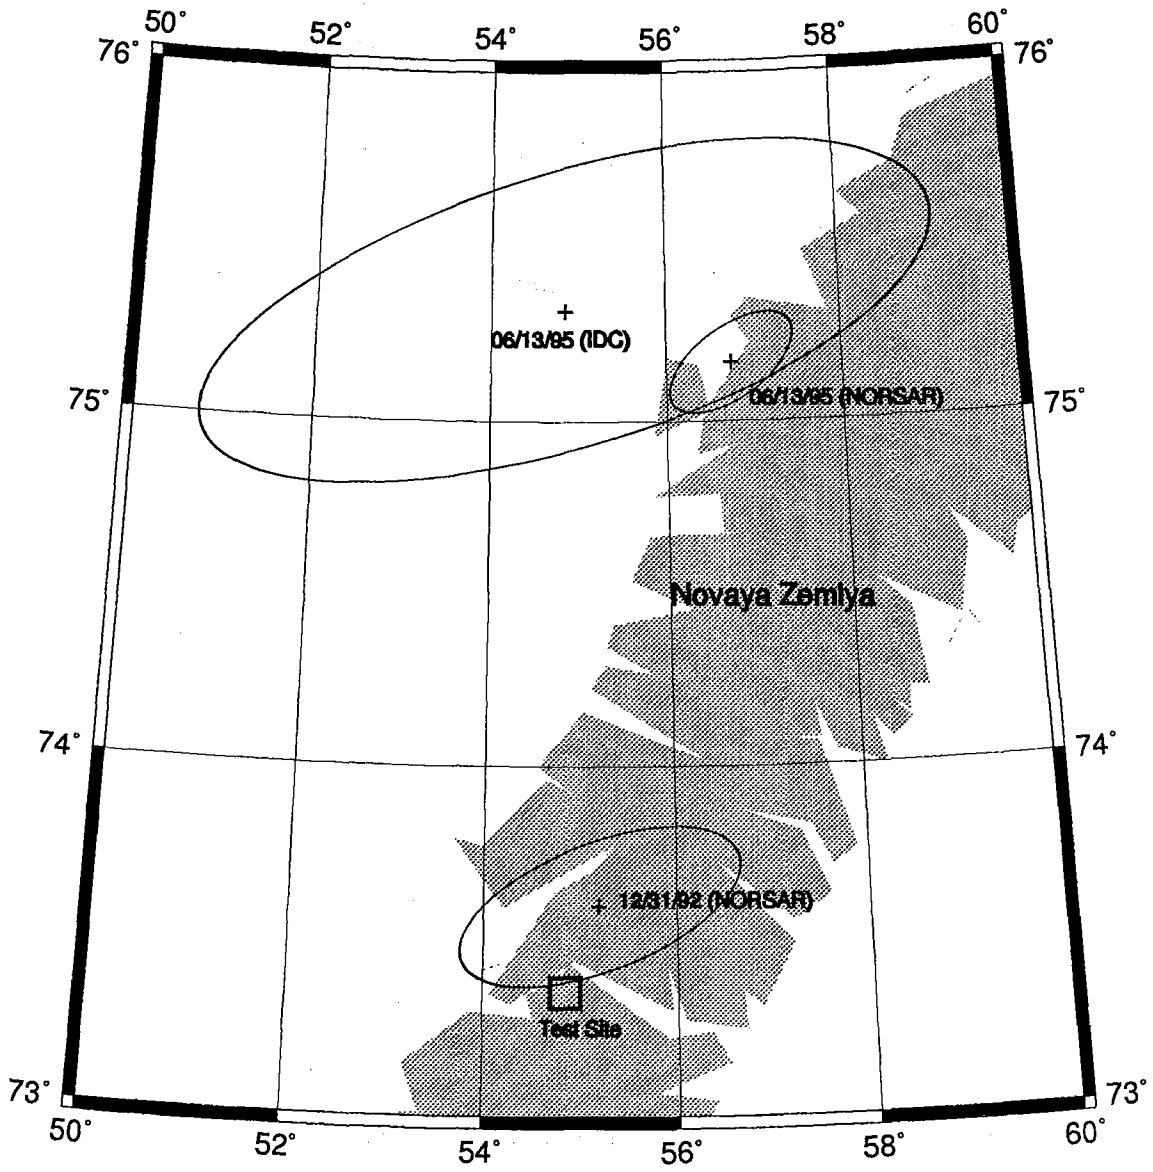 50° 52° 54° 56° 58° 60°
76° 76°
06/13/95 (IDC)
06/13/95 (NORSAR)
75° 75°
Novaya Zemlya
74° 74°
12/31/92 (NORSAR)
Test Site
73° 73°
50° 52° 54° 56° 58° 60°